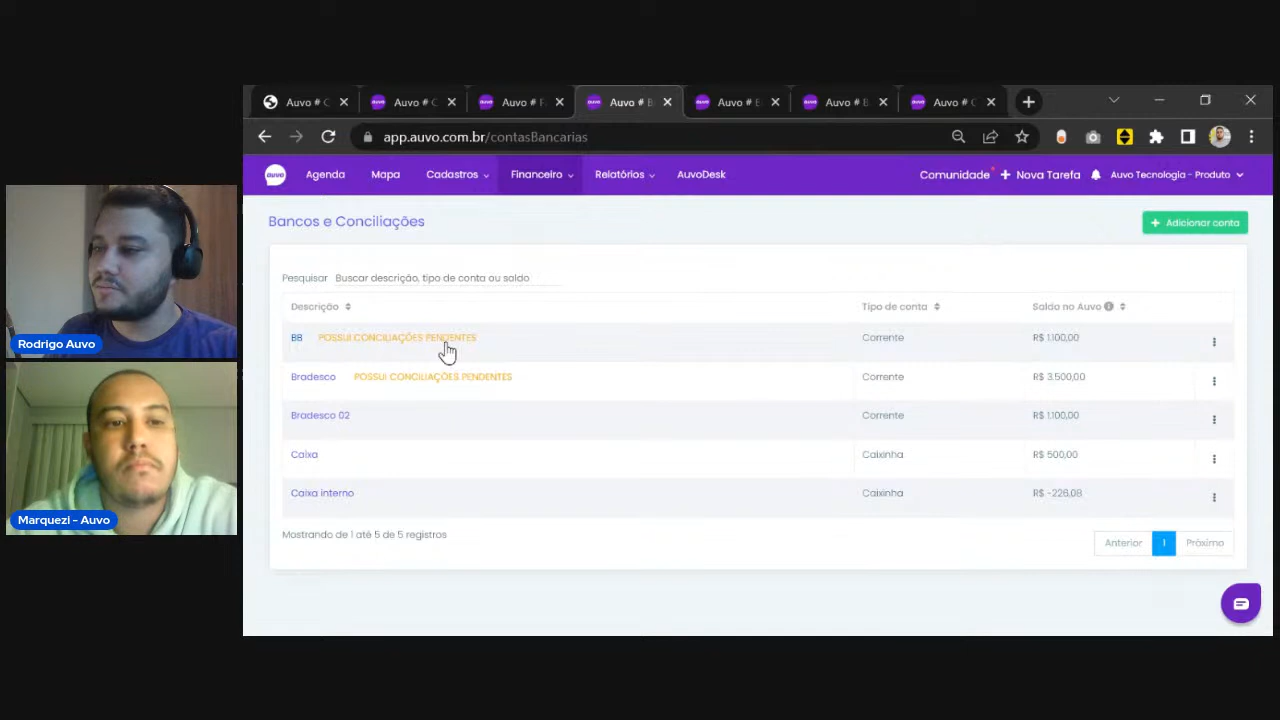 Auvo # C
Auvo # C
Auvo # F
Auvo # B
Auvo # B
Auvo # B
Auvo # C
app.auvo.com.br/contasBancarias
auvo
Agenda
Mapa
Cadastros
Financeiro
Relatórios
AuvoDesk
Comunidade
Nova Tarefa
Auvo Tecnologia - Produto
Bancos e Conciliações
+ Adicionar conta
Pesquisar Buscar descrição, tipo de conta ou saldo
Descrição Tipo de conta Saldo no Auvo
BB POSSUI CONCILIAÇÕES PENDENTES Corrente R$ 1.100,00
Bradesco POSSUI CONCILIAÇÕES PENDENTES Corrente R$ 3.500,00
Bradesco 02 Corrente R$ 1.100,00
Caixa Caixinha R$ 500,00
Caixa interno Caixinha R$ -226,08
Mostrando de 1 até 5 de 5 registros
Anterior 1 Próximo
Rodrigo Auvo
Marquezi - Auvo